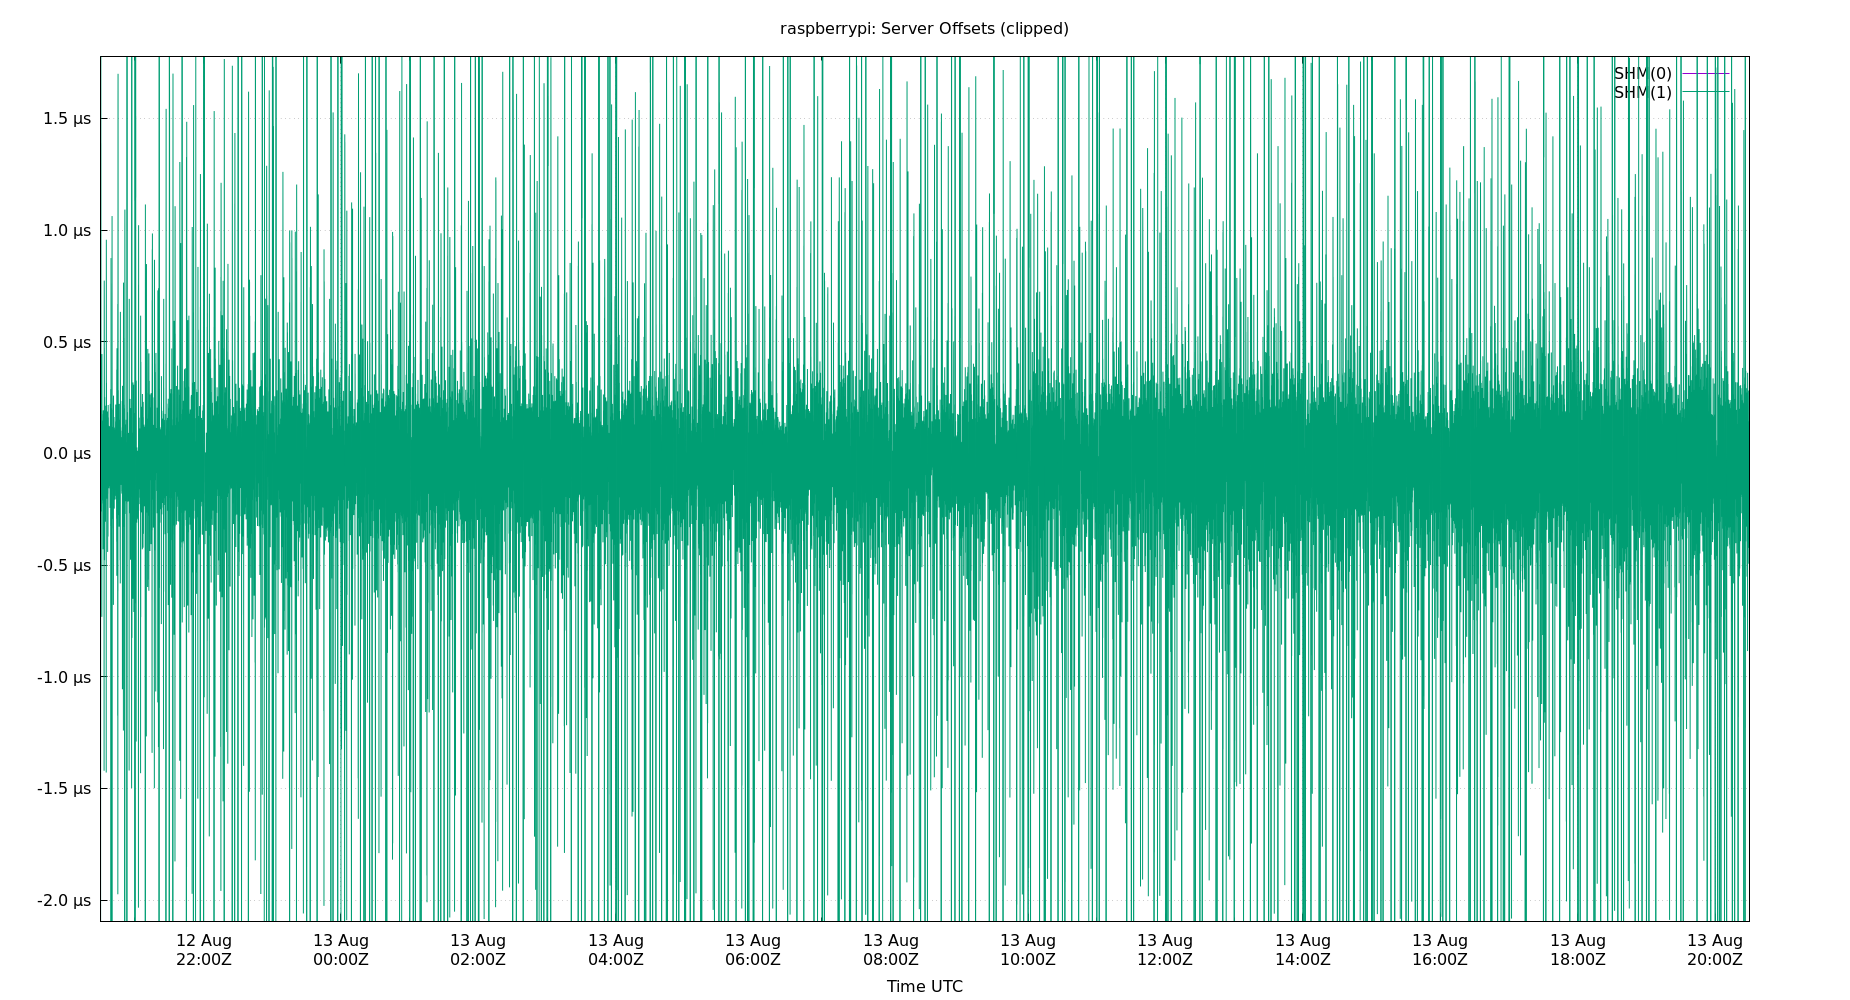 raspberrypi: Server Offsets (clipped)
SHM(0)
SHM(1)
1.5 µs
1.0 µs
0.5 µs
0.0 µs
-0.5 µs
-1.0 µs
-1.5 µs
-2.0 µs
12 Aug 13 Aug 13 Aug 13 Aug 13 Aug 13 Aug 13 Aug 13 Aug 13 Aug 13 Aug 13 Aug 13 Aug
22:00Z 00:00Z 02:00Z 04:00Z 06:00Z 08:00Z 10:00Z 12:00Z 14:00Z 16:00Z 18:00Z 20:00Z
Time UTC